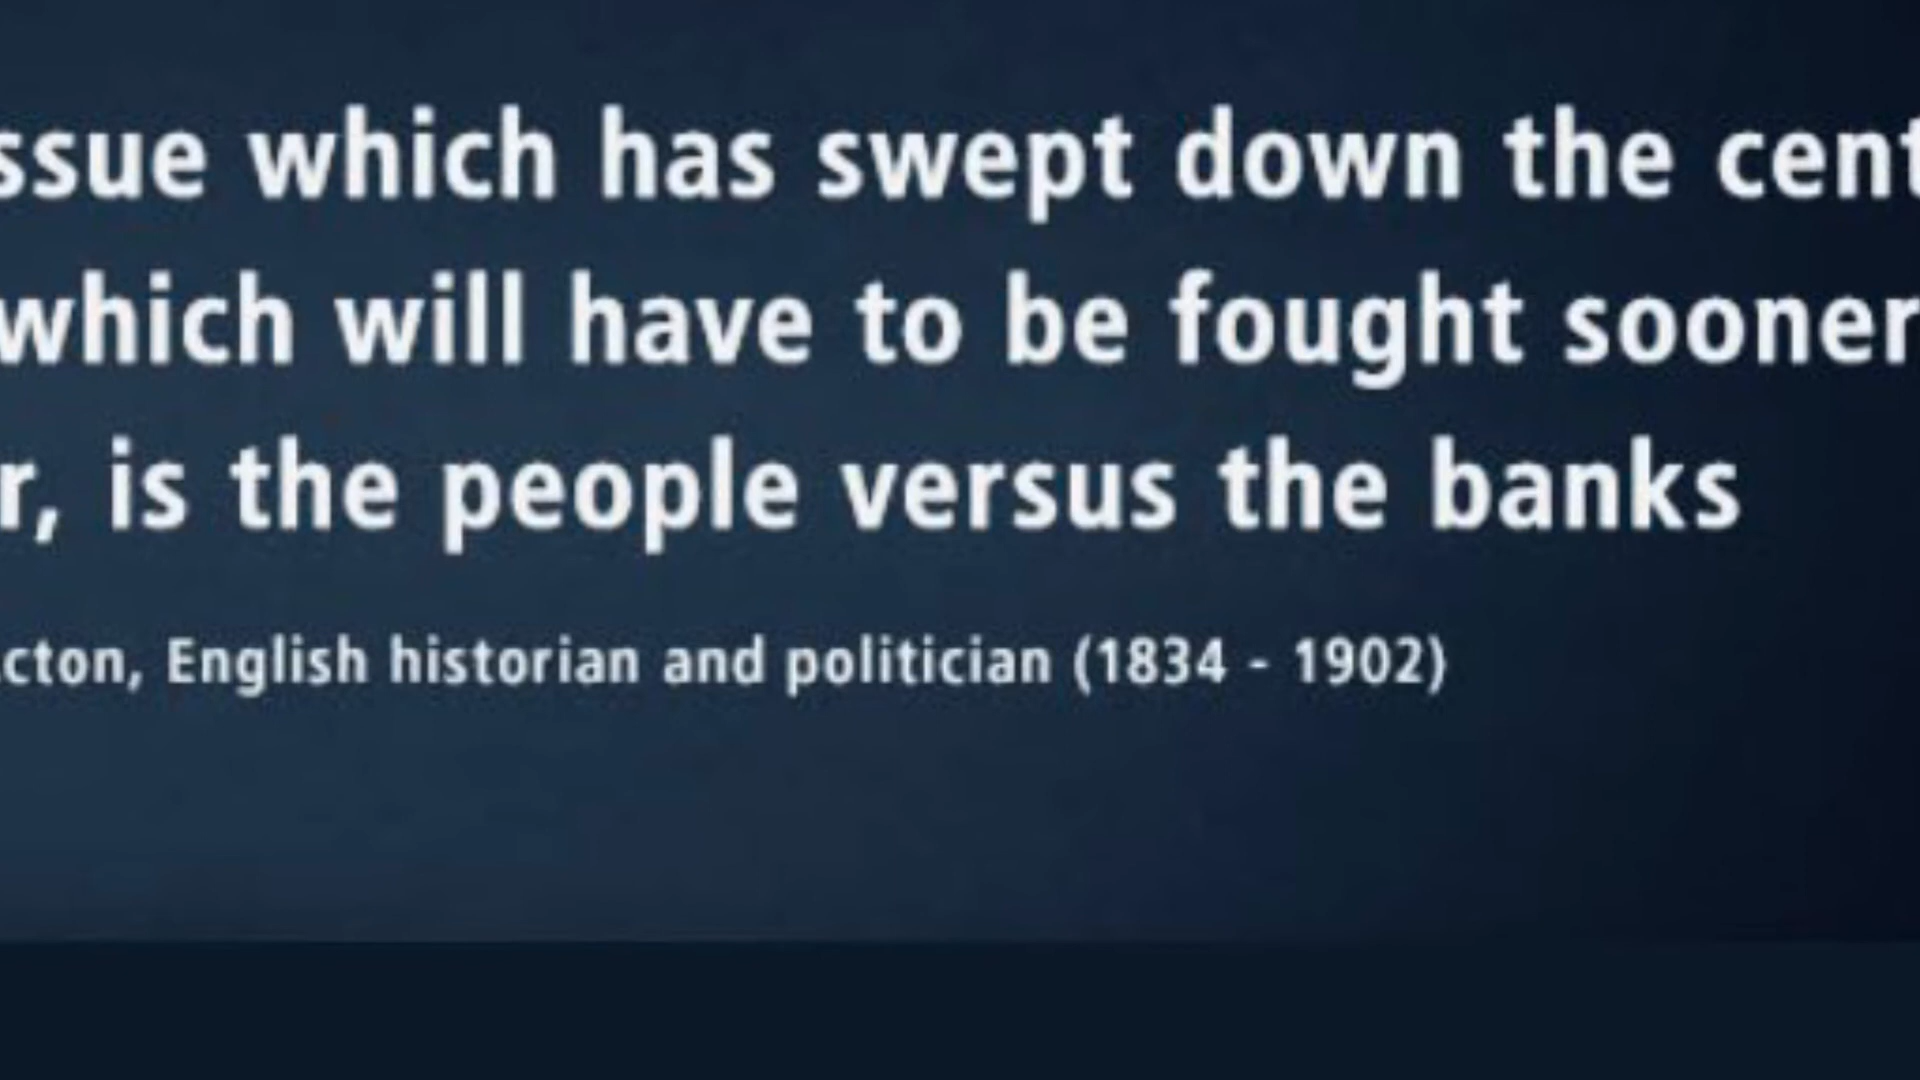 ssue which has swept down the cent
which will have to be fought sooner
r, is the people versus the banks
cton, English historian and politician (1834 - 1902)